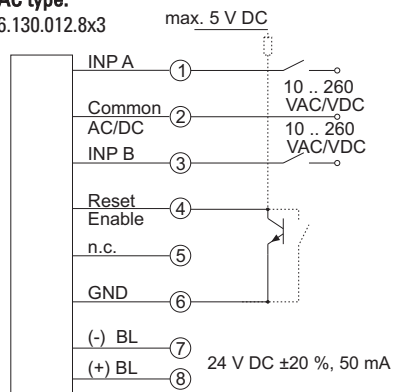 AC type:
6.130.012.8x3
max. 5 V DC
INP A
1
10 .. 260
VAC/VDC
Common
AC/DC
2
10 .. 260
VAC/VDC
INP B
3
Reset
Enable
4
n.c.
5
GND
6
(-) BL
7
24 V DC ±20 %, 50 mA
(+) BL
8